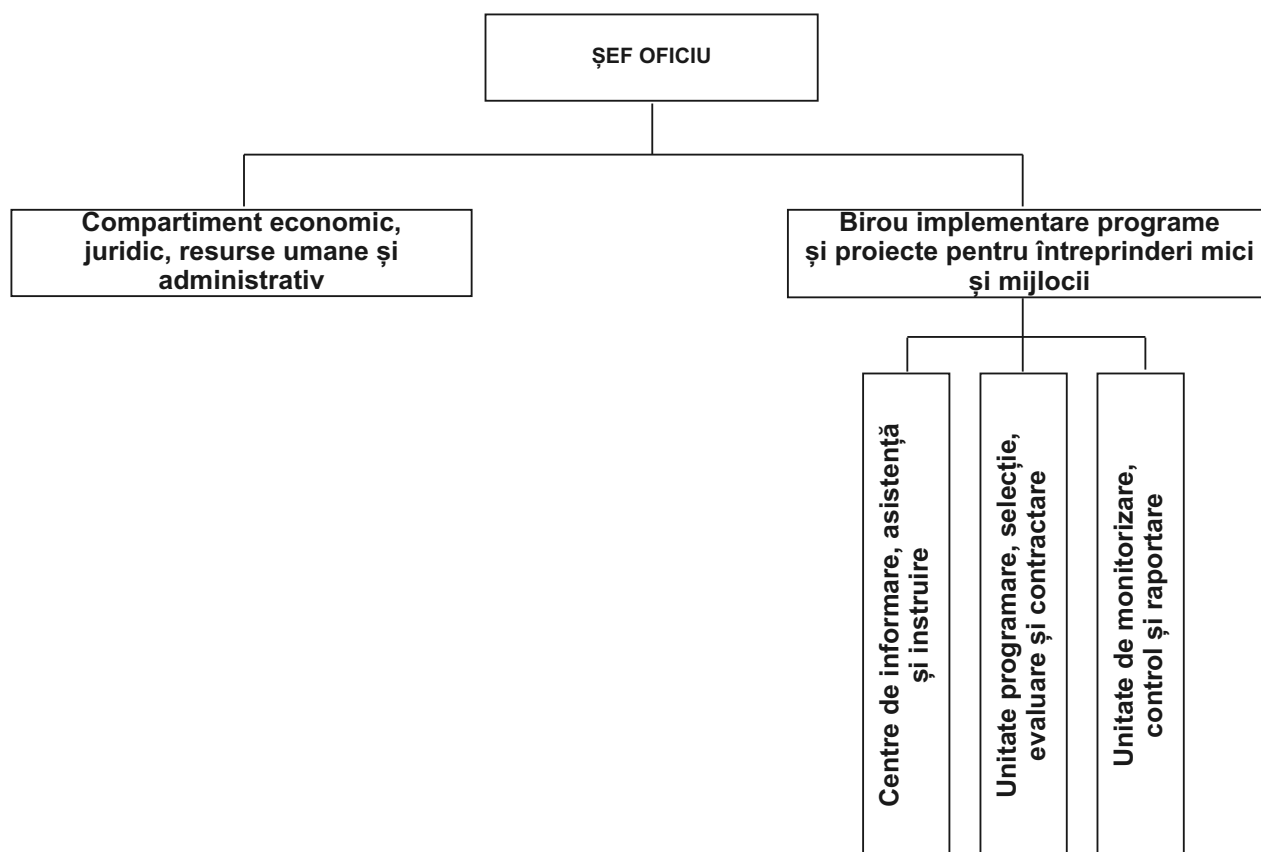 ȘEF OFICIU
Compartiment economic,
juridic, resurse umane și
administrativ
Birou implementare programe
și proiecte pentru întreprinderi mici
și mijlocii
Centre de informare, asistență
și instruire
Unitate programare, selecție,
evaluare și contractare
Unitate de monitorizare,
control și raportare